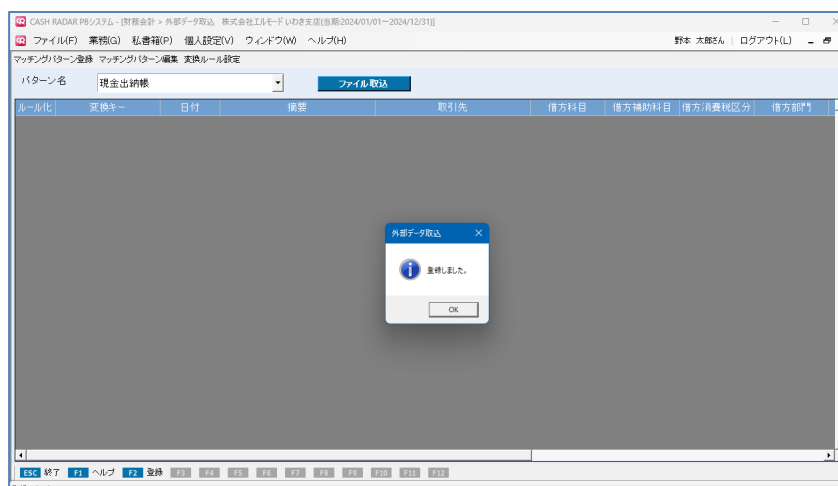 CASH RADAR PBシステム - [財務会計 > 外部データ取込 株式会社エルモード いわき支店(当期:2024/01/01～2024/12/31)]
ファイル(F) 業務(G) 私書箱(P) 個人設定(V) ウィンドウ(W) ヘルプ(H) 野本 太郎さん ログアウト(L)
マッチングパターン登録 マッチングパターン編集 変換ルール設定
パターン名 現金出納帳 ファイル取込
ルール化 変換キー 日付 摘要 取引先 借方科目 借方補助科目 借方消費税区分 借方部門
外部データ取込
登録しました。
OK
ESC 終了 F1 ヘルプ F2 登録 F3 F4 F5 F6 F7 F8 F9 F10 F11 F12